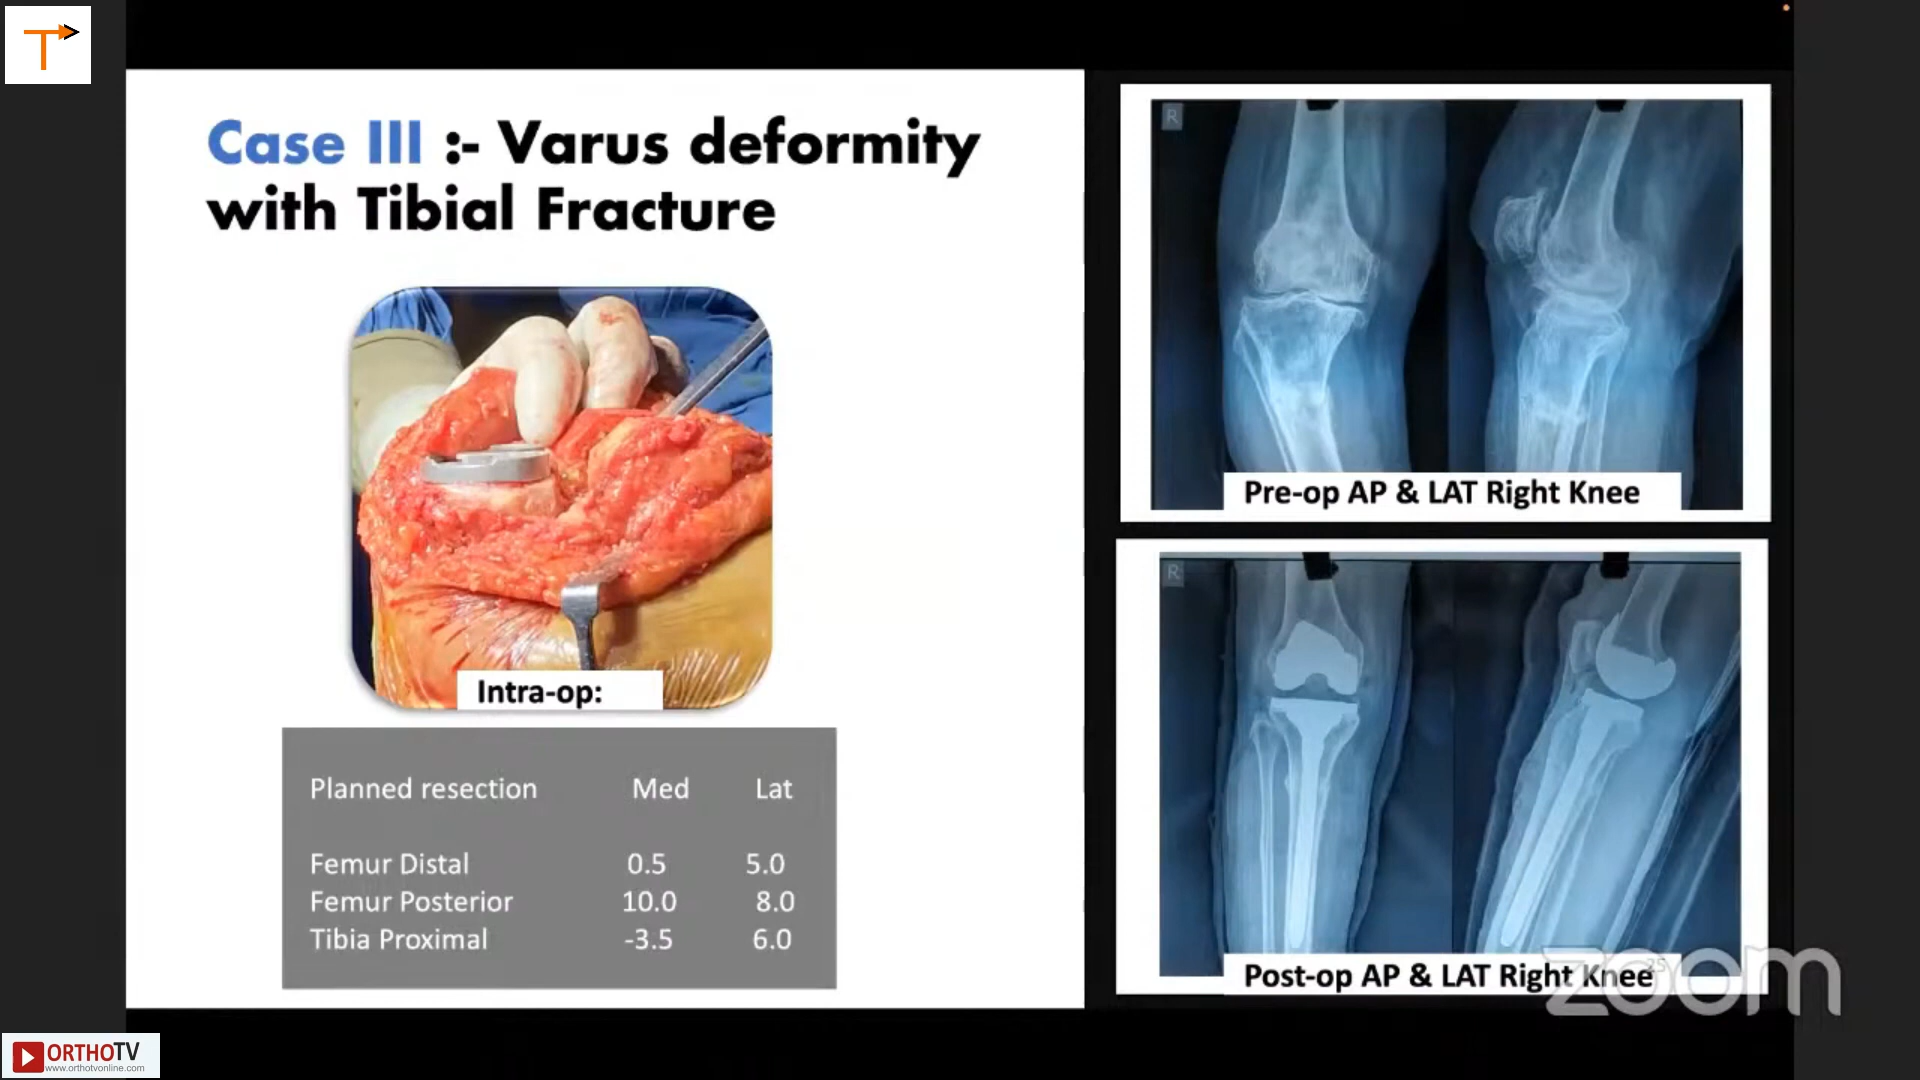 T
Case III :- Varus deformity
with Tibial Fracture
Intra-op:
Planned resection Med Lat
Femur Distal 0.5 5.0
Femur Posterior 10.0 8.0
Tibia Proximal -3.5 6.0
R
Pre-op AP & LAT Right Knee
R
Post-op AP & LAT Right Knee
25
zoom
ORTHOTV
www.orthotvonline.com